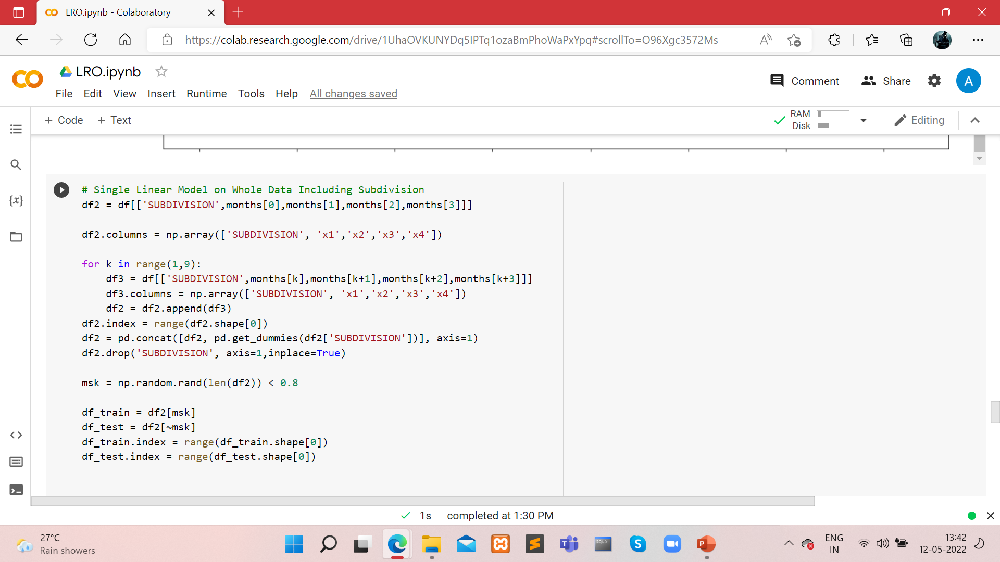 LRO.ipynb - Colaboratory
https://colab.research.google.com/drive/1UhaOVKUNYDq5IPTq1ozaBmPhoWaPxYpq#scrollTo=O96Xgc3572Ms
LRO.ipynb
Comment
Share
A
File Edit View Insert Runtime Tools Help All changes saved
+ Code + Text
RAM
Disk
Editing
# Single Linear Model on Whole Data Including Subdivision
df2 = df[['SUBDIVISION',months[0],months[1],months[2],months[3]]]
df2.columns = np.array(['SUBDIVISION', 'x1','x2','x3','x4'])
for k in range(1,9):
    df3 = df[['SUBDIVISION',months[k],months[k+1],months[k+2],months[k+3]]]
    df3.columns = np.array(['SUBDIVISION', 'x1','x2','x3','x4'])
    df2 = df2.append(df3)
df2.index = range(df2.shape[0])
df2 = pd.concat([df2, pd.get_dummies(df2['SUBDIVISION'])], axis=1)
df2.drop('SUBDIVISION', axis=1,inplace=True)
msk = np.random.rand(len(df2)) < 0.8
df_train = df2[msk]
df_test = df2[~msk]
df_train.index = range(df_train.shape[0])
df_test.index = range(df_test.shape[0])
1s completed at 1:30 PM
27°C
Rain showers
ENG
IN
13:42
12-05-2022